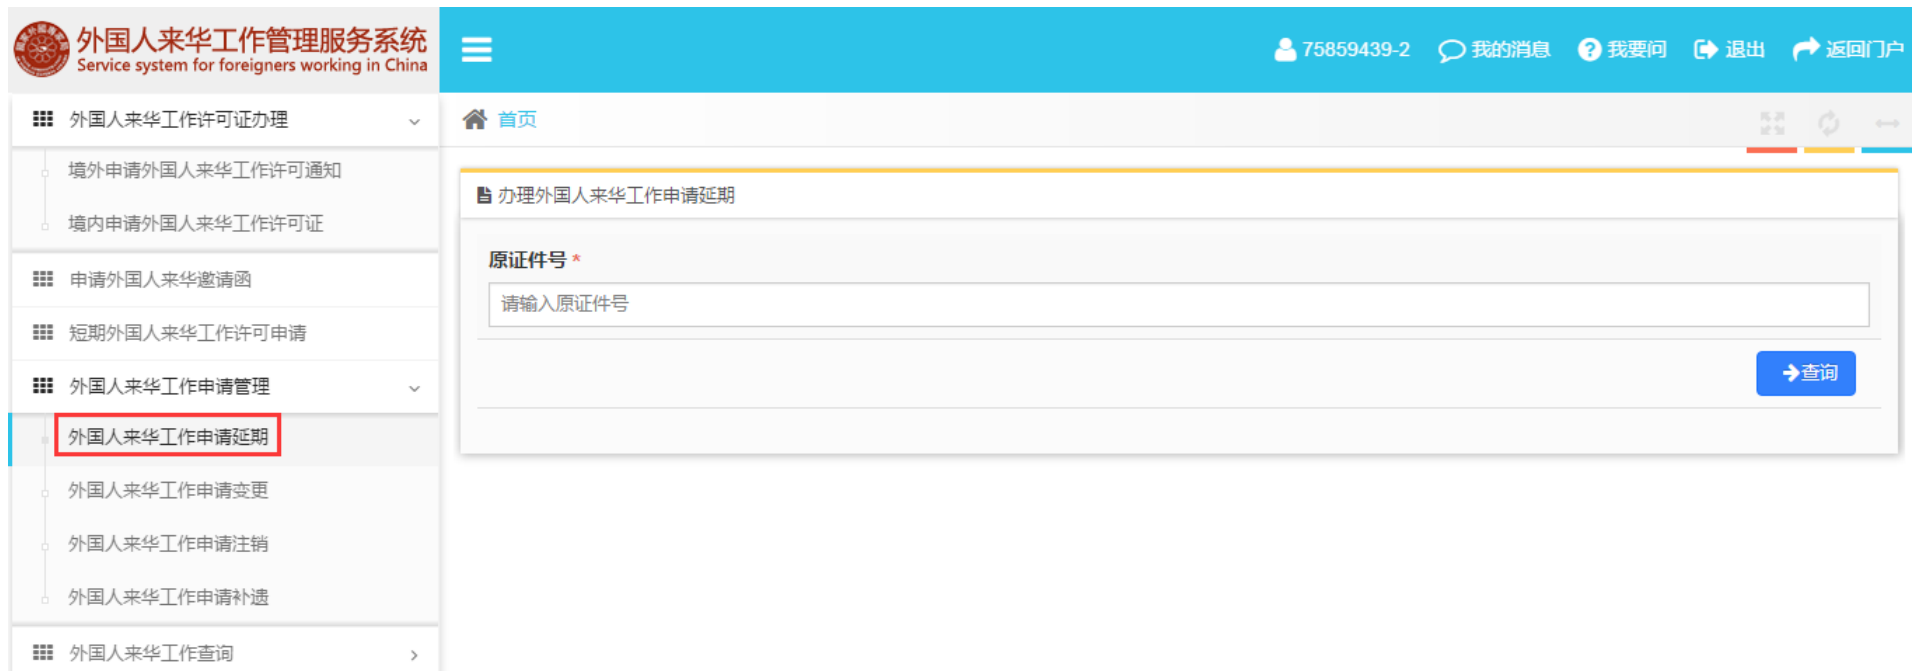 外国人来华工作管理服务系统
Service system for foreigners working in China
75859439-2 我的消息 我要问 退出 返回门户
外国人来华工作许可证办理
境外申请外国人来华工作许可通知
境内申请外国人来华工作许可证
申请外国人来华邀请函
短期外国人来华工作许可申请
外国人来华工作申请管理
外国人来华工作申请延期
外国人来华工作申请变更
外国人来华工作申请注销
外国人来华工作申请补遗
外国人来华工作查询
首页
办理外国人来华工作申请延期
原证件号 *
请输入原证件号
查询